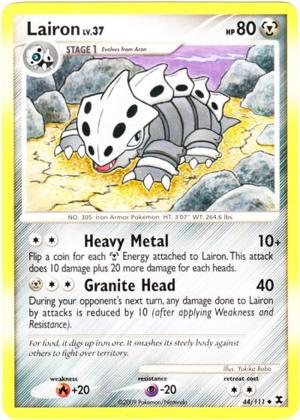 Lairon LV.37 HP 80
STAGE 1 Evolves from Aron
NO. 305 Iron Armor Pokémon HT: 3'07" WT: 264.6 lbs.
Heavy Metal 10+
Flip a coin for each Energy attached to Lairon. This attack
does 10 damage plus 20 more damage for each heads.
Granite Head 40
During your opponent's next turn, any damage done to Lairon
by attacks is reduced by 10 (after applying Weakness and
Resistance).
For food, it digs up iron ore. It smashes its steely body against
others to fight over territory.
Illus. Yukiko Baba
weakness resistance retreat cost
+20 -20
©2009 Pokémon/Nintendo 44/111